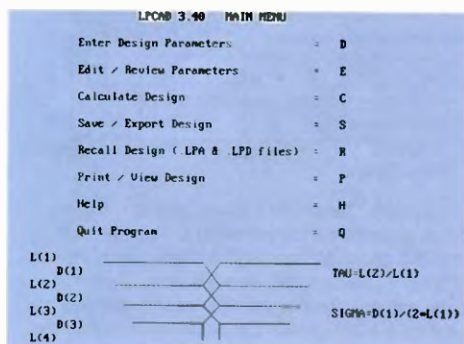 LPCAD 3.40 MAIN MENU
Enter Design Parameters = D
Edit / Review Parameters = E
Calculate Design = C
Save / Export Design = S
Recall Design (.LPA & .LPD files) = R
Print / View Design = P
Help = H
Quit Program = Q
L(1)
D(1)
TAU=L(2)/L(1)
L(2)
D(2)
L(3)
SIGMA=D(1)/(2*L(1))
D(3)
L(4)